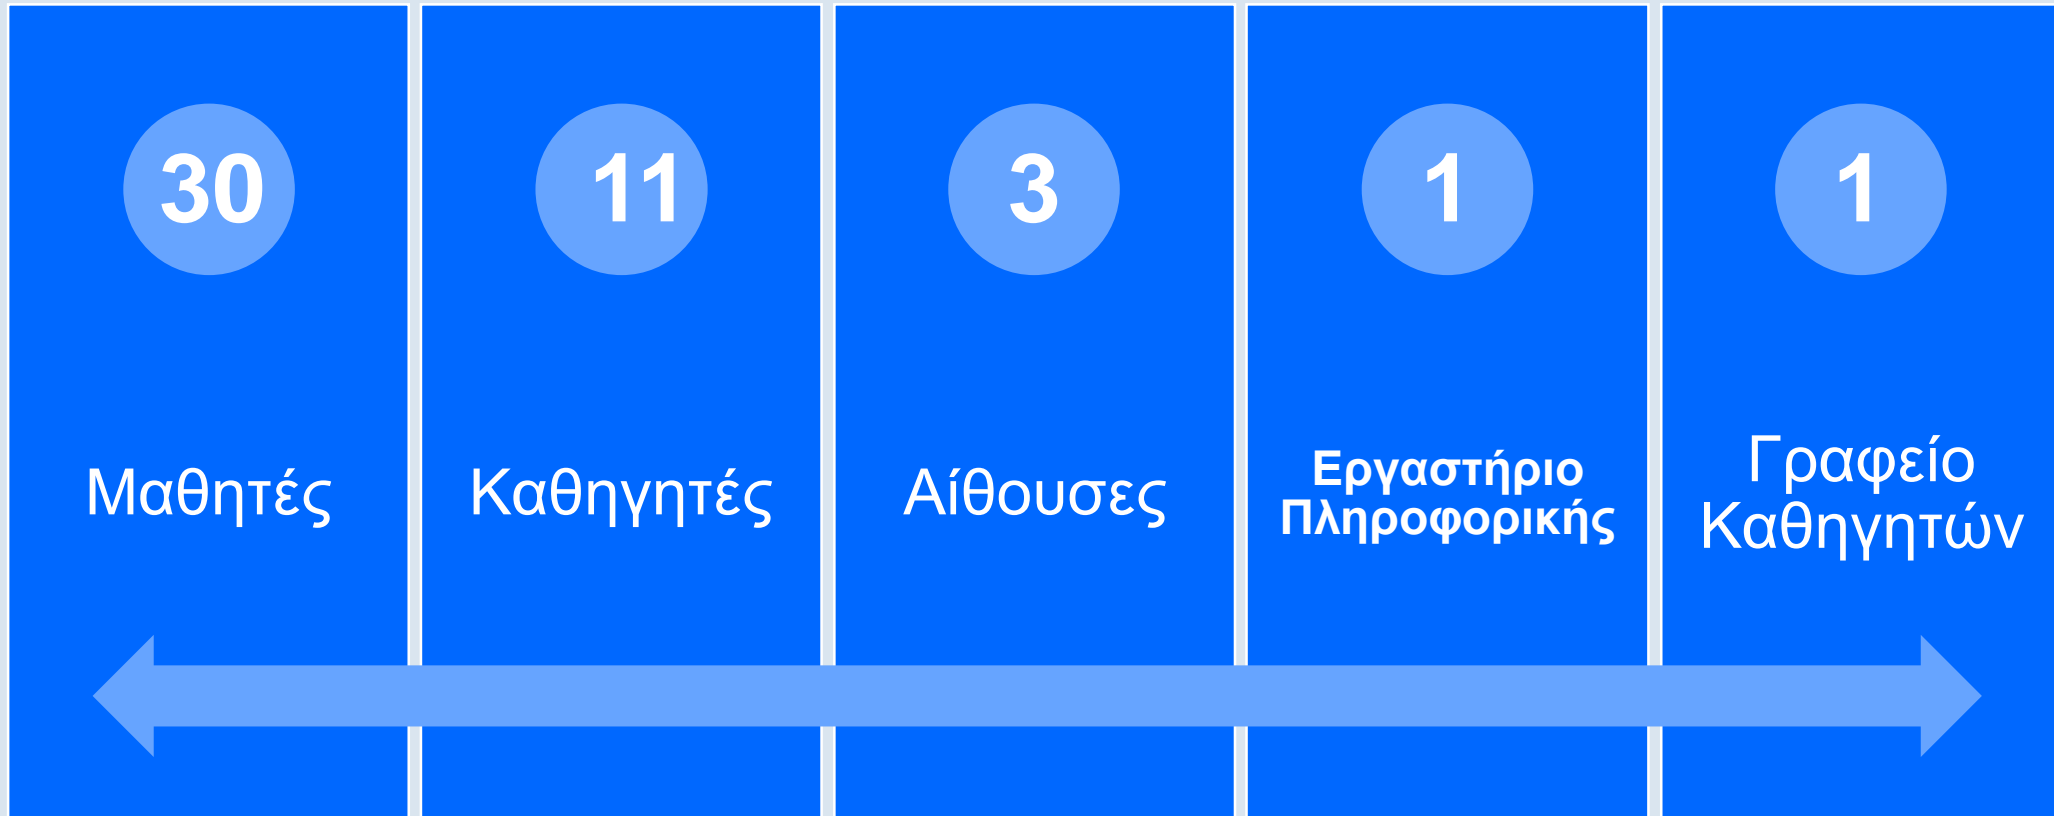 30
Μαθητές
11
Καθηγητές
3
Αίθουσες
1
Εργαστήριο
Πληροφορικής
1
Γραφείο
Καθηγητών